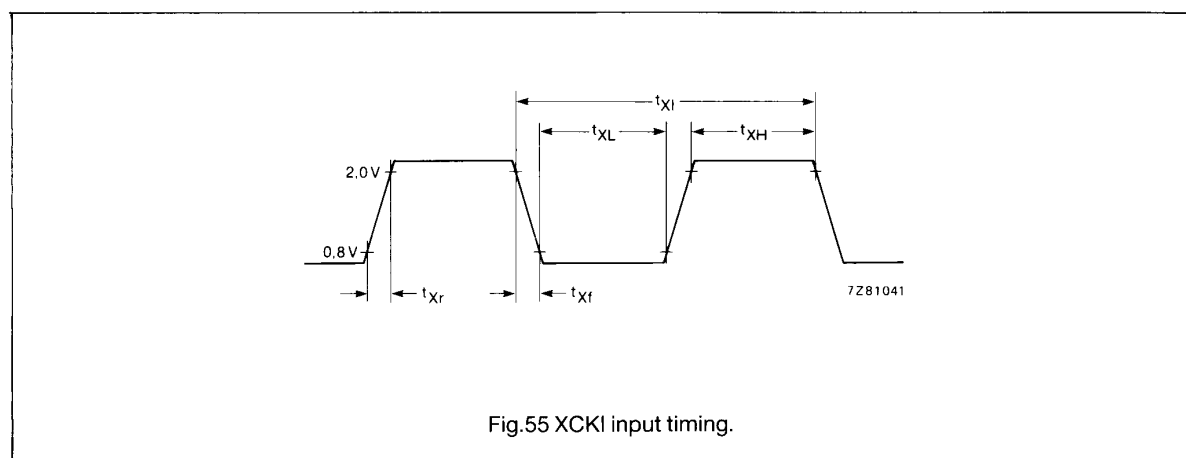 tXI
tXL
tXH
2,0 V
0,8 V
tXr
tXf
7Z81041
Fig.55 XCKI input timing.